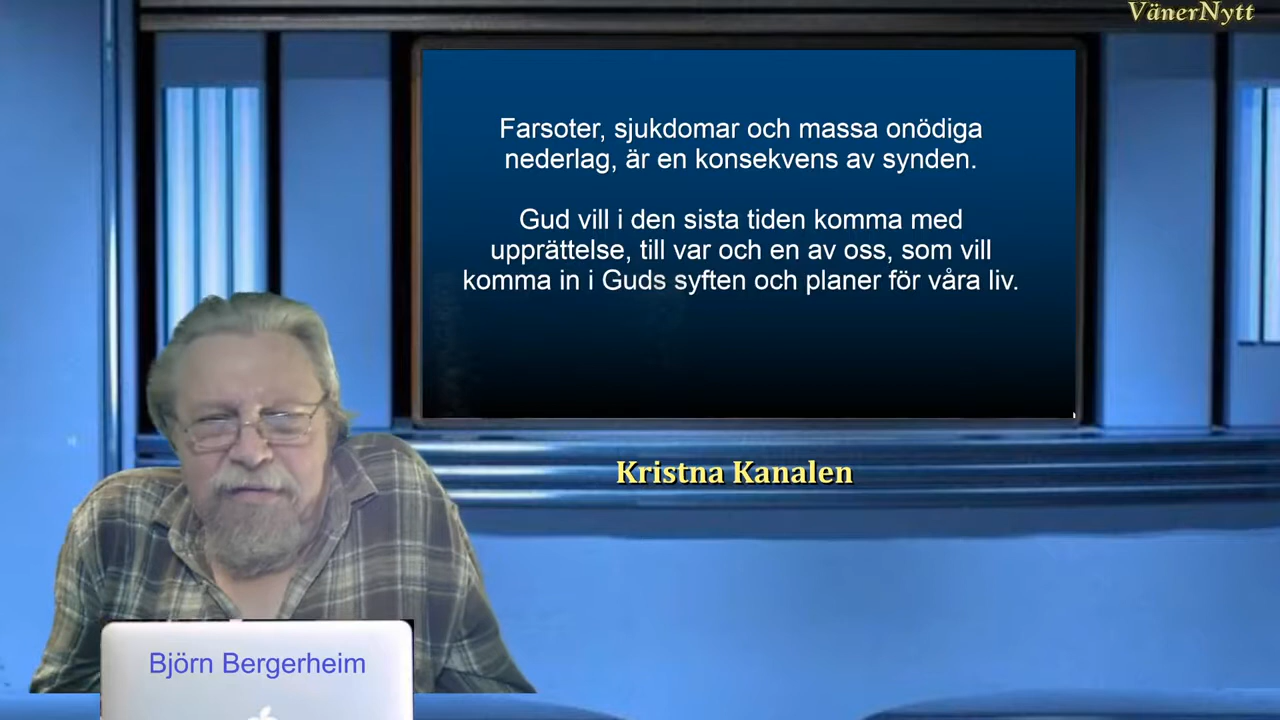 VänerNytt
Farsoter, sjukdomar och massa onödiga
nederlag, är en konsekvens av synden.
Gud vill i den sista tiden komma med
upprättelse, till var och en av oss, som vill
komma in i Guds syften och planer för våra liv.
Kristna Kanalen
Björn Bergerheim